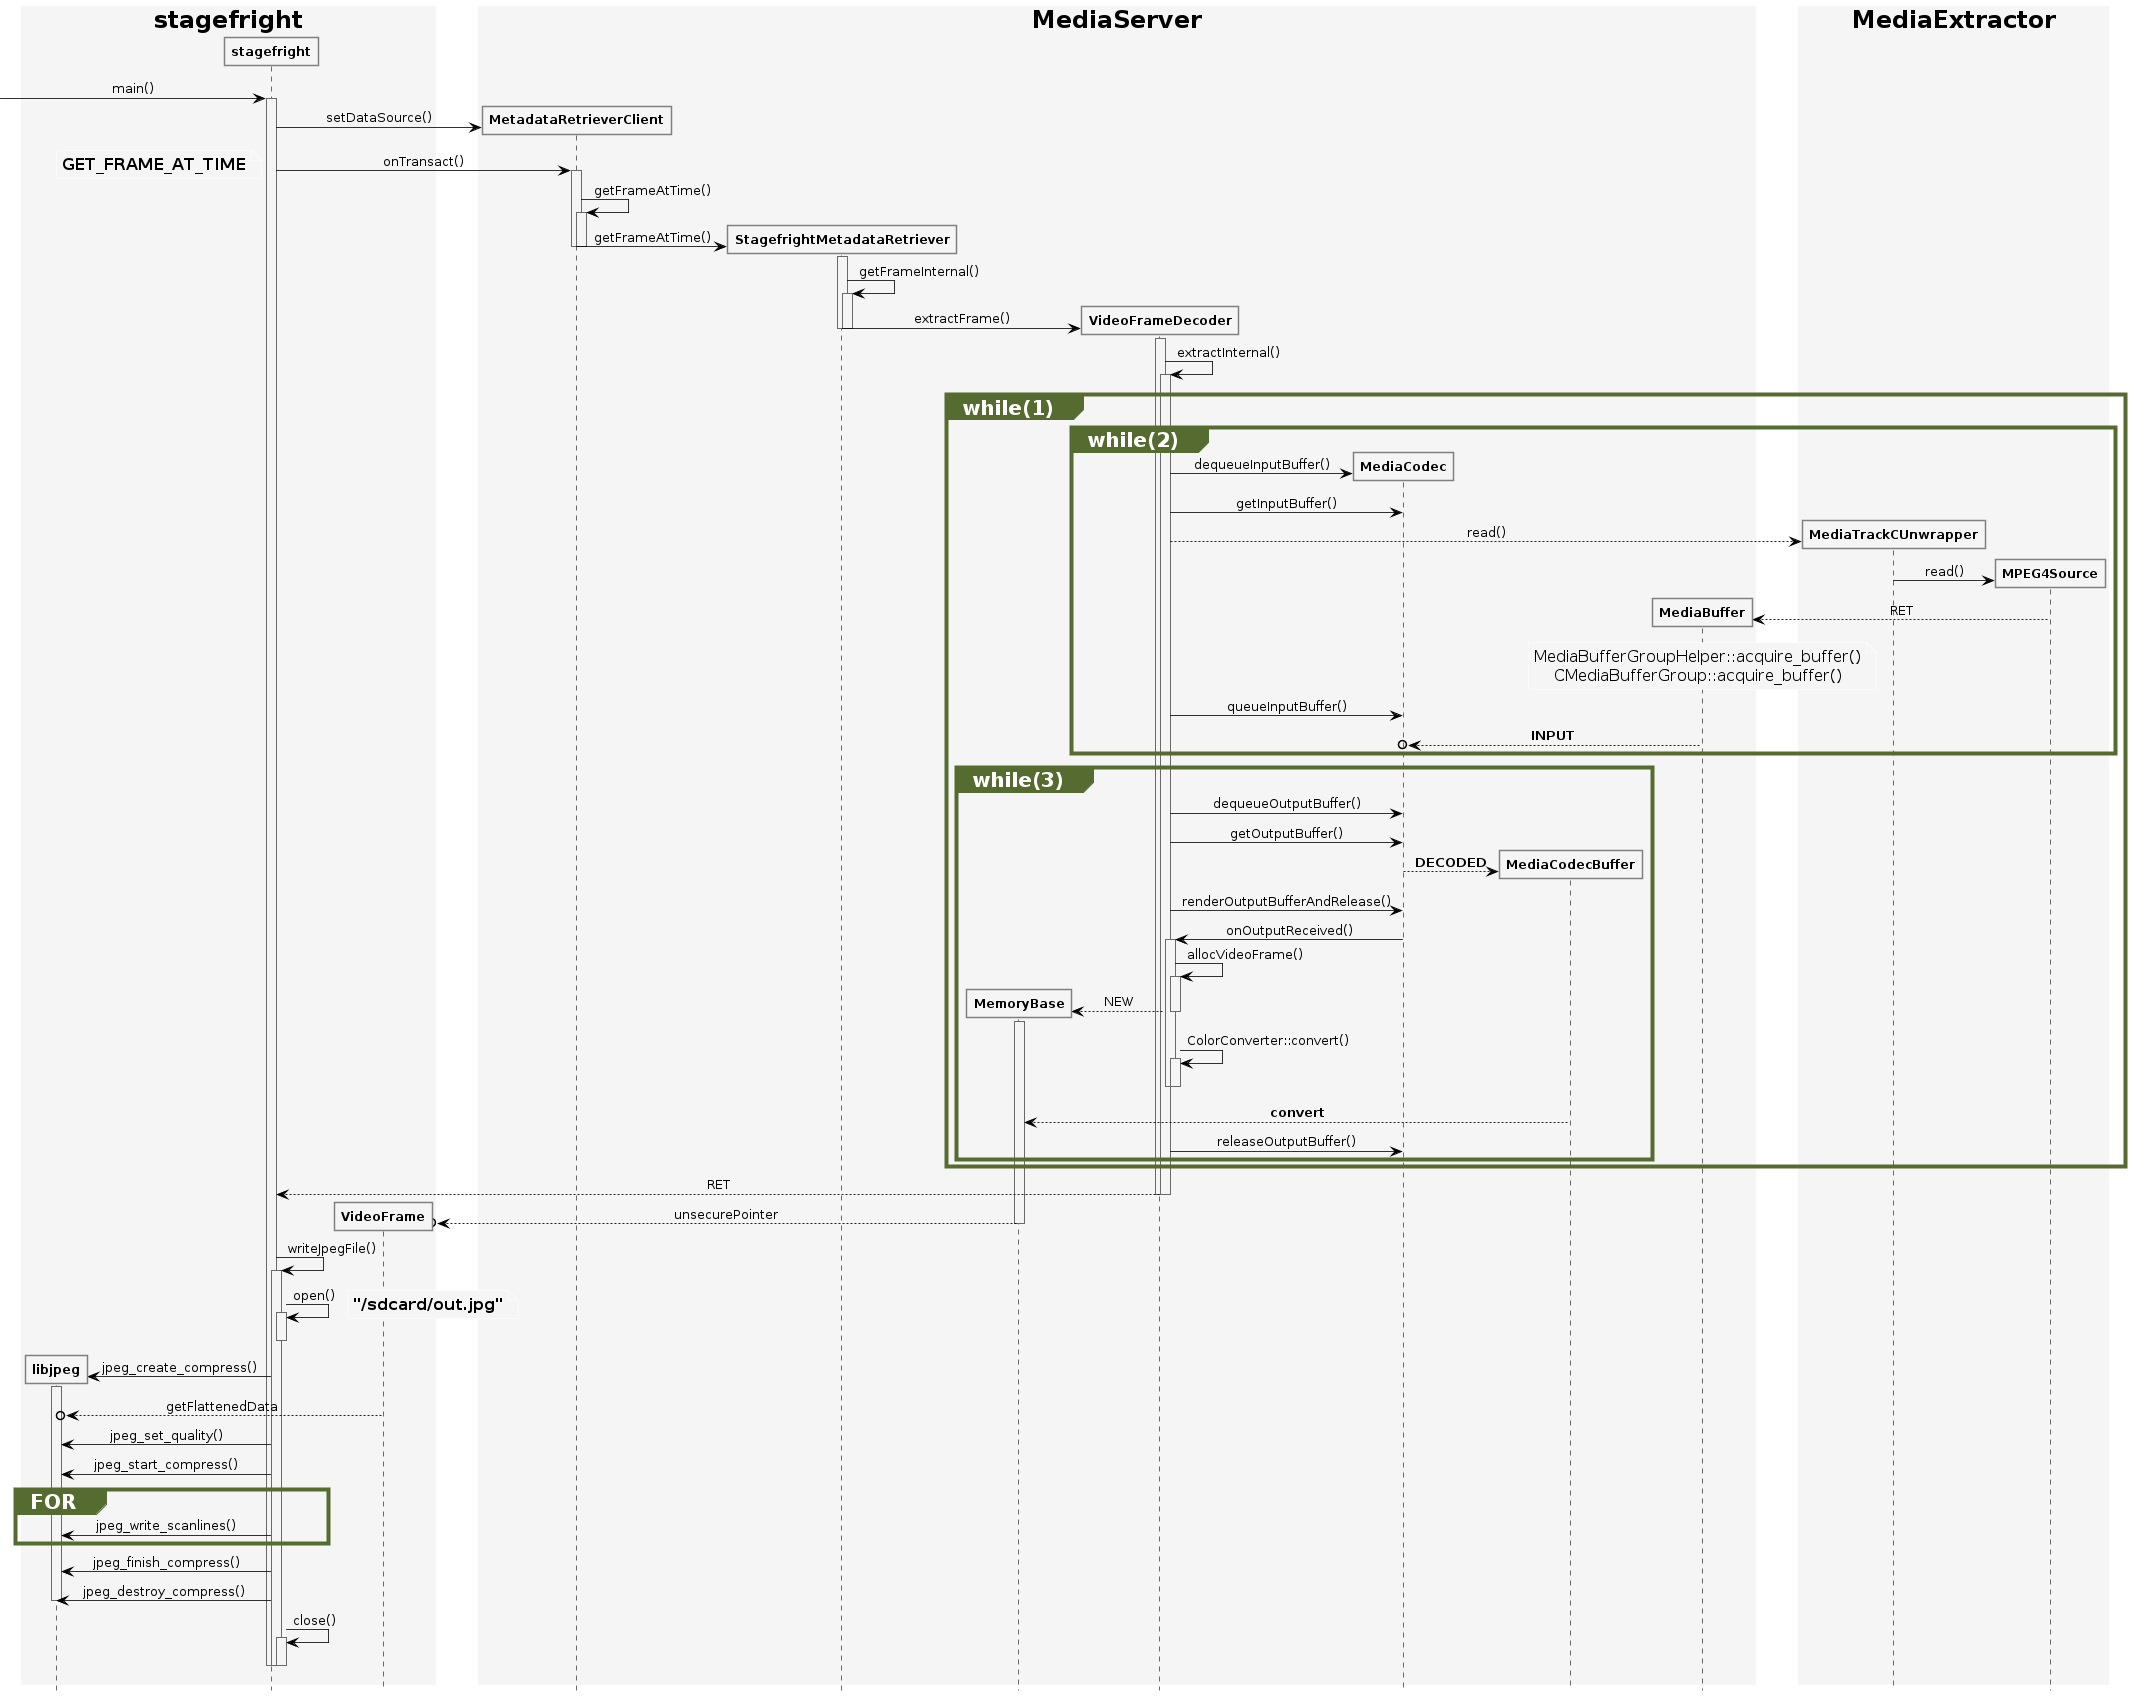 stagefright
MediaServer
MediaExtractor
stagefright
main()
setDataSource()
MetadataRetrieverClient
GET_FRAME_AT_TIME
onTransact()
getFrameAtTime()
getFrameAtTime()
StagefrightMetadataRetriever
getFrameInternal()
extractFrame()
VideoFrameDecoder
extractInternal()
while(1)
while(2)
dequeueInputBuffer()
MediaCodec
getInputBuffer()
read()
MediaTrackCUnwrapper
read()
MPEG4Source
MediaBuffer
RET
MediaBufferGroupHelper::acquire_buffer()
CMediaBufferGroup::acquire_buffer()
queueInputBuffer()
INPUT
while(3)
dequeueOutputBuffer()
getOutputBuffer()
DECODED
MediaCodecBuffer
renderOutputBufferAndRelease()
onOutputReceived()
allocVideoFrame()
MemoryBase
NEW
ColorConverter::convert()
convert
releaseOutputBuffer()
RET
VideoFrame
unsecurePointer
writeJpegFile()
open()
"/sdcard/out.jpg"
libjpeg
jpeg_create_compress()
getFlattenedData
jpeg_set_quality()
jpeg_start_compress()
FOR
jpeg_write_scanlines()
jpeg_finish_compress()
jpeg_destroy_compress()
close()